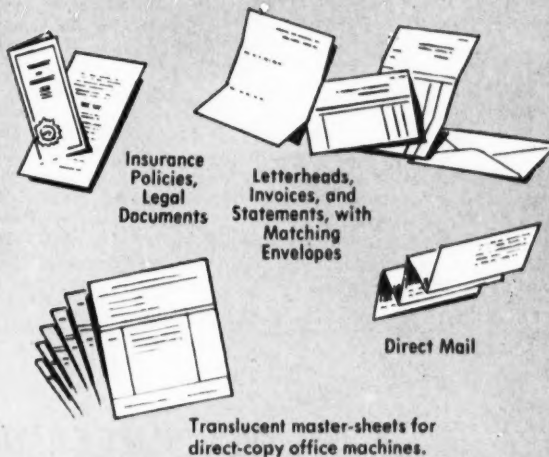 Insurance
Policies,
Legal
Documents
Letterheads,
Invoices, and
Statements, with
Matching
Envelopes
Direct Mail
Translucent master-sheets for
direct-copy office machines.